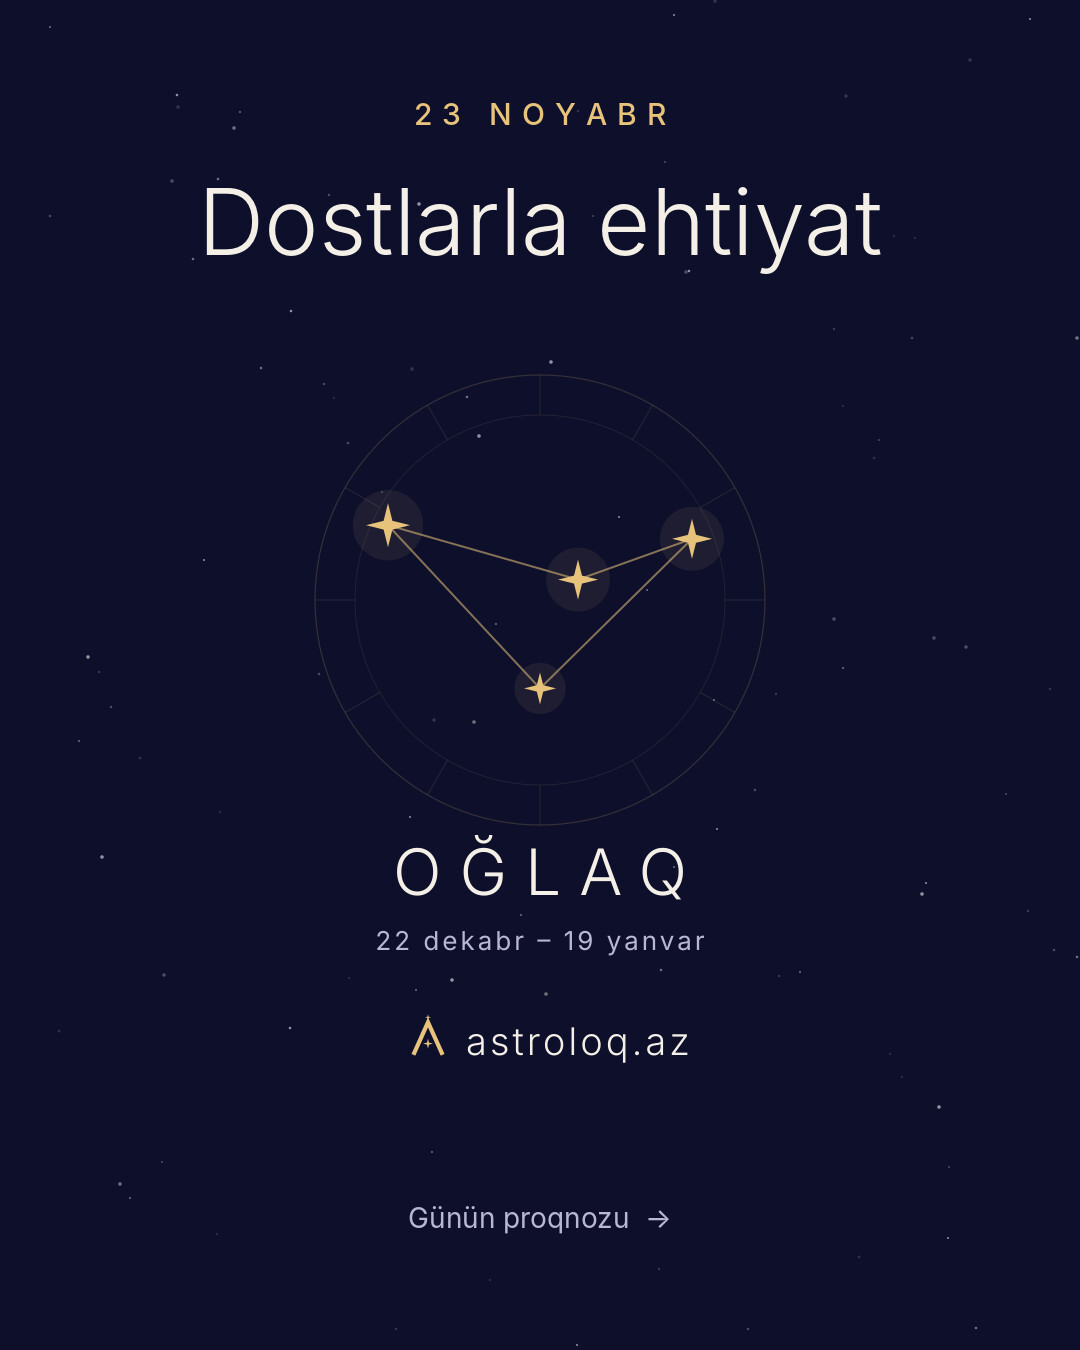 23 NOYABR
Dostlarla ehtiyat
OĞLAQ
22 dekabr – 19 yanvar
astroloq.az
Günün proqnozu →